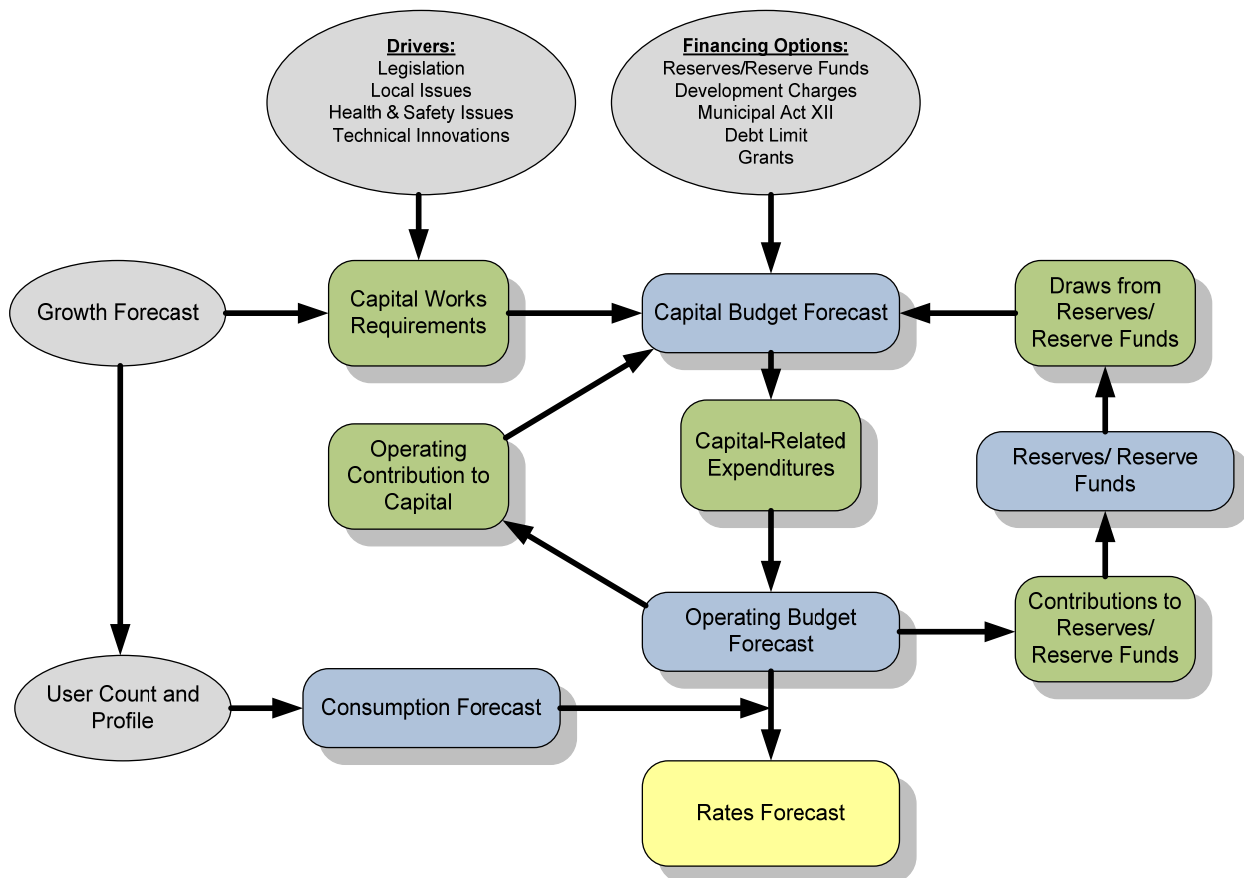 Drivers:
Legislation
Local Issues
Health & Safety Issues
Technical Innovations
Financing Options:
Reserves/Reserve Funds
Development Charges
Municipal Act XII
Debt Limit
Grants
Growth Forecast
Capital Works
Requirements
Capital Budget Forecast
Draws from
Reserves/
Reserve Funds
Operating
Contribution to
Capital
Capital-Related
Expenditures
Reserves/ Reserve
Funds
Operating Budget
Forecast
Contributions to
Reserves/
Reserve Funds
User Count and
Profile
Consumption Forecast
Rates Forecast